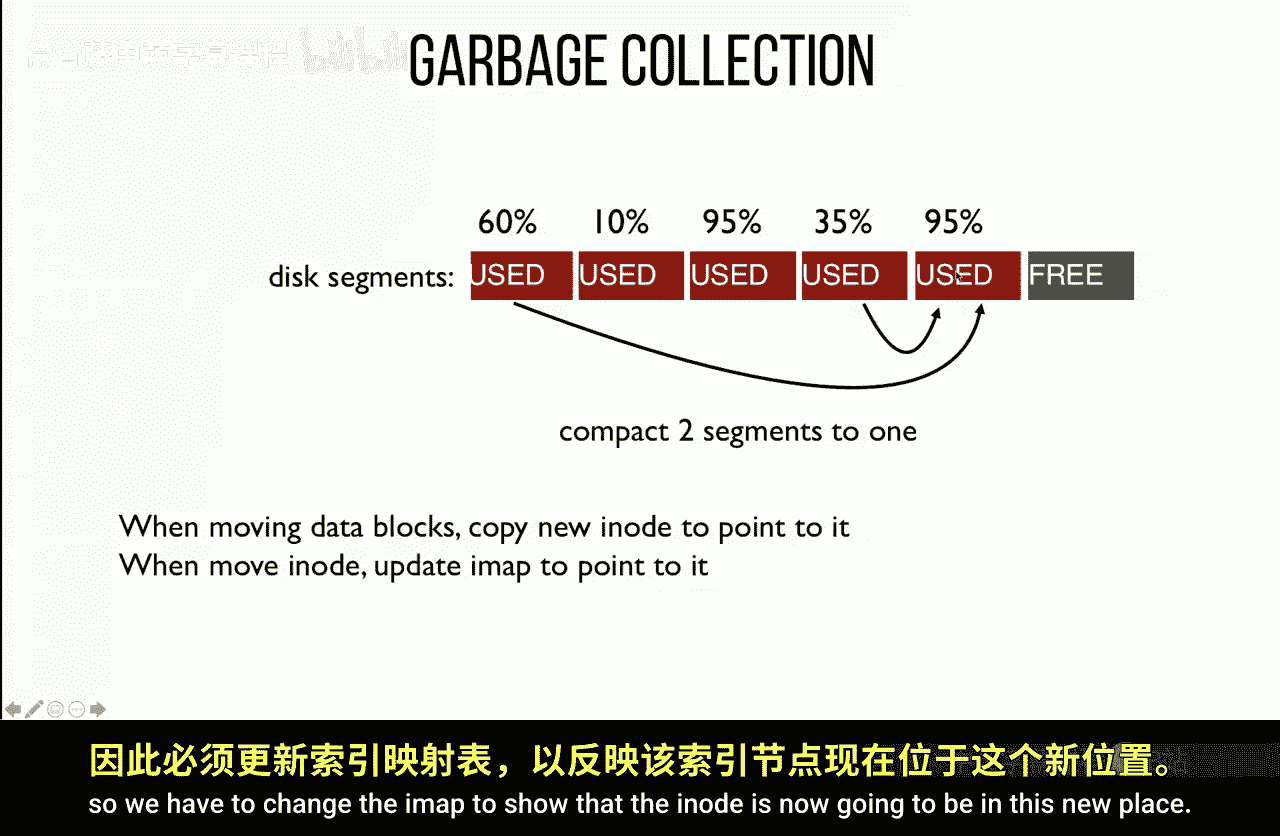 GARBAGE COLLECTION
60% 10% 95% 35% 95%
disk segments: USED USED USED USED USED FREE
compact 2 segments to one
When moving data blocks, copy new inode to point to it
When move inode, update imap to point to it
因此必须更新索引映射表，以反映该索引节点现在位于这个新位置。
so we have to change the imap to show that the inode is now going to be in this new place.